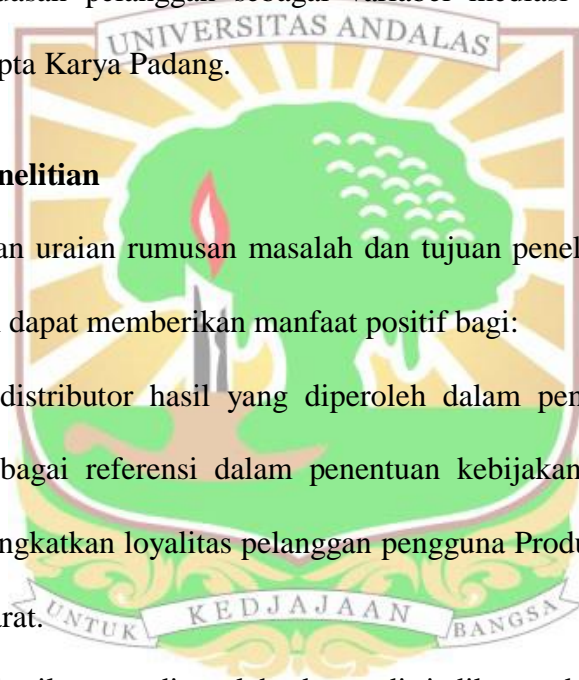 dasan pelanggan sebagai variabel mediasi
UNIVERSITAS ANDALAS
pta Karya Padang.
nelitian
an uraian rumusan masalah dan tujuan penel
dapat memberikan manfaat positif bagi:
distributor hasil yang diperoleh dalam pen
bagai referensi dalam penentuan kebijakan
ngkatkan loyalitas pelanggan pengguna Produ
arat.
UNTUK KEDJAJAAN BANGSA